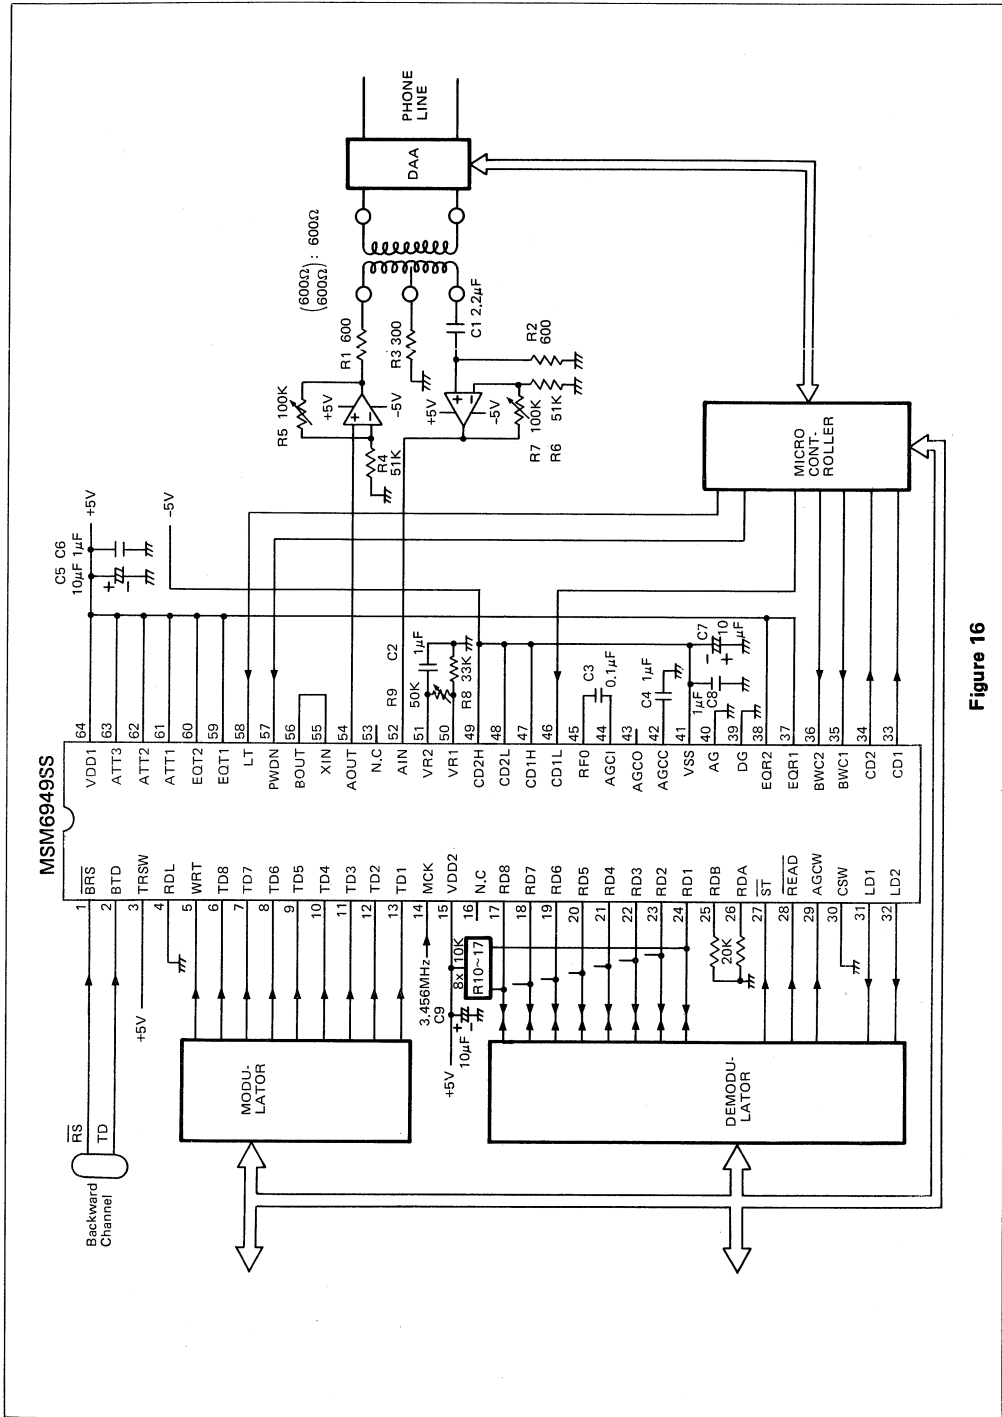 MSM6949SS
Backward
Channel
RS
TD
+5V
MODU-
LATOR
3.456MHz
C9
10μF
+
−
+5V
8x 10K
R10~17
20K
DEMODU-
LATOR
1 BRS
2 BTD
3 TRSW
4 RDL
5 WRT
6 TD8
7 TD7
8 TD6
9 TD5
10 TD4
11 TD3
12 TD2
13 TD1
14 MCK
15 VDD2
16 N.C
17 RD8
18 RD7
19 RD6
20 RD5
21 RD4
22 RD3
23 RD2
24 RD1
25 RDB
26 RDA
27 ST
28 READ
29 AGCW
30 CSW
31 LD1
32 LD2
VDD1 64
ATT3 63
ATT2 62
ATT1 61
EQT2 60
EQT1 59
LT 58
PWDN 57
BOUT 56
XIN 55
AOUT 54
N.C 53
AIN 52
VR2 51
VR1 50
CD2H 49
CD2L 48
CD1H 47
CD1L 46
RF0 45
AGCI 44
AGCO 43
AGCC 42
VSS 41
AG 40
DG 39
EQR2 38
EQR1 37
BWC2 36
BWC1 35
CD2 34
CD1 33
C5 C6
10μF 1μF
+
−
+5V
−5V
R9
50K
C2
1μF
R8 33K
C3
0.1μF
C4 1μF
1μF
C8
−
+
C7
10
μF
R5 100K
+5V
+
−
−5V
R4
51K
R1 600
R3 300
C1 2.2μF
R2
600
+5V
+
−
−5V
R7 100K
R6 51K
(600Ω
600Ω) : 600Ω
DAA
PHONE
LINE
MICRO
CONT-
ROLLER
Figure 16